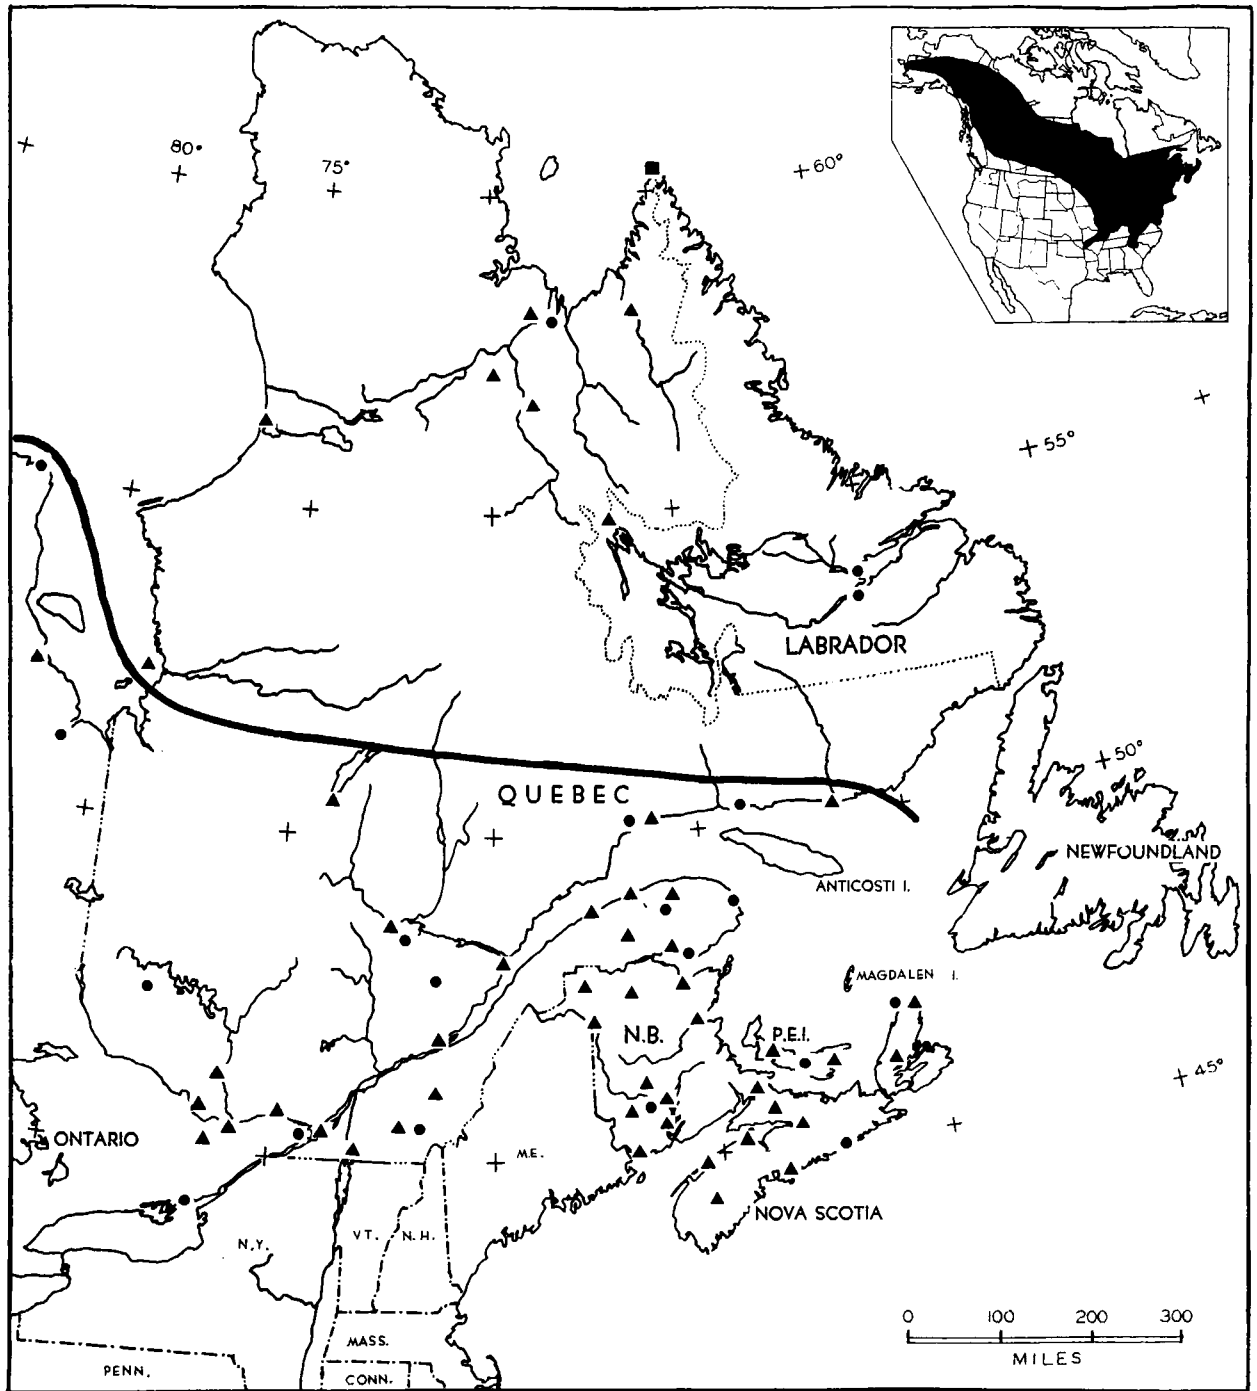 80°
75°
60°
55°
LABRADOR
50°
QUEBEC
NEWFOUNDLAND
ANTICOSTI I.
MAGDALEN I.
N.B.
P.E.I.
45°
ONTARIO
M.E.
NOVA SCOTIA
N.Y.
VT.
N.H.
0 100 200 300
MILES
MASS.
PENN.
CONN.